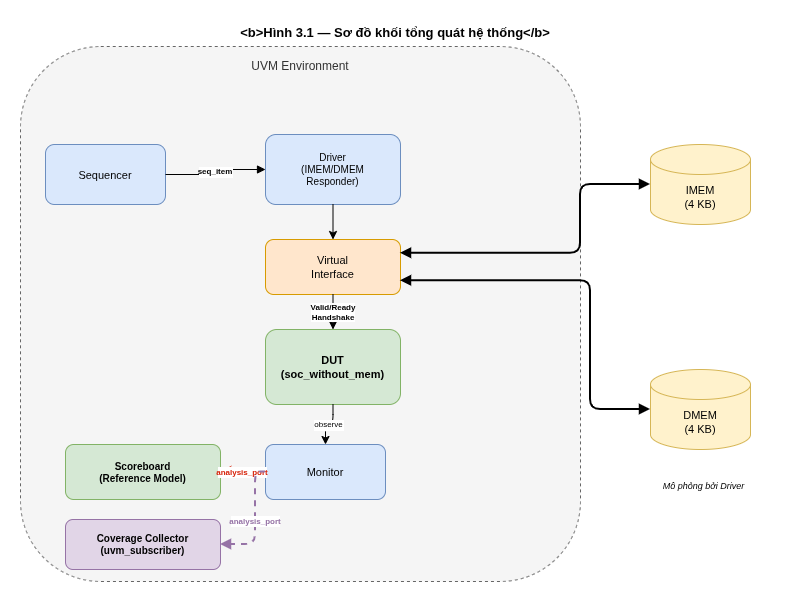 <b>Hình 3.1 — Sơ đồ khối tổng quát hệ thống</b>
UVM Environment
Sequencer
seq_item
Driver
(IMEM/DMEM
Responder)
IMEM
(4 KB)
Virtual
Interface
Valid/Ready
Handshake
DUT
(soc_without_mem)
DMEM
(4 KB)
observe
Scoreboard
(Reference Model)
analysis_port
Monitor
Mô phỏng bởi Driver
analysis_port
Coverage Collector
(uvm_subscriber)